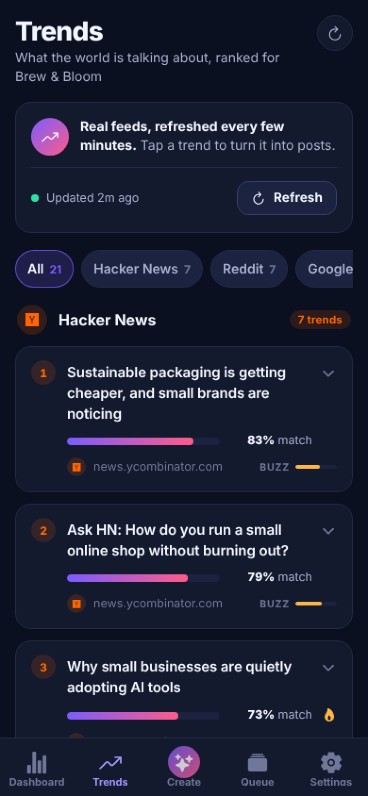 Trends
What the world is talking about, ranked for
Brew & Bloom
Real feeds, refreshed every few
minutes. Tap a trend to turn it into posts.
Updated 2m ago
Refresh
All 21
Hacker News 7
Reddit 7
Google
Y
Hacker News
7 trends
1
Sustainable packaging is getting
cheaper, and small brands are
noticing
83% match
Y
news.ycombinator.com
BUZZ
2
Ask HN: How do you run a small
online shop without burning out?
79% match
Y
news.ycombinator.com
BUZZ
3
Why small businesses are quietly
adopting AI tools
73% match
Dashboard
Trends
Create
Queue
Settings